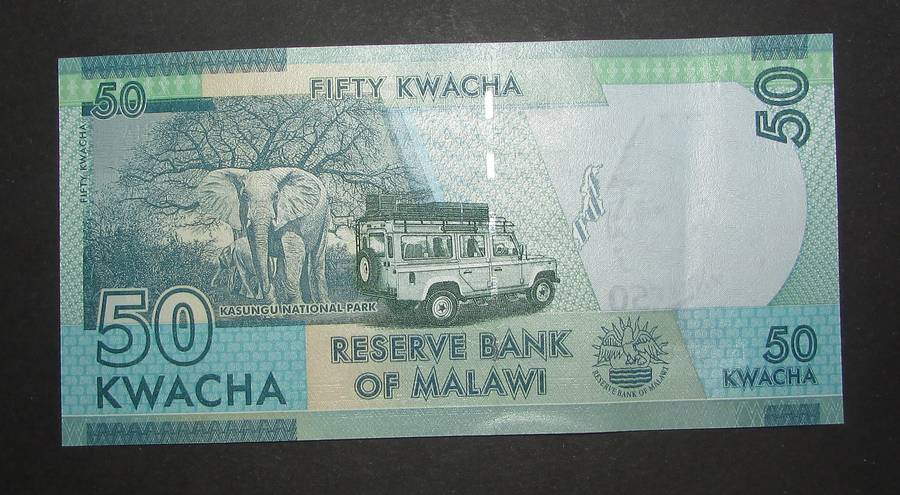 FIFTY KWACHA
50
50
FIFTY KWACHA
KASUNGU NATIONAL PARK
50
KWACHA
RESERVE BANK
OF MALAWI
RESERVE BANK OF MALAWI
50
KWACHA